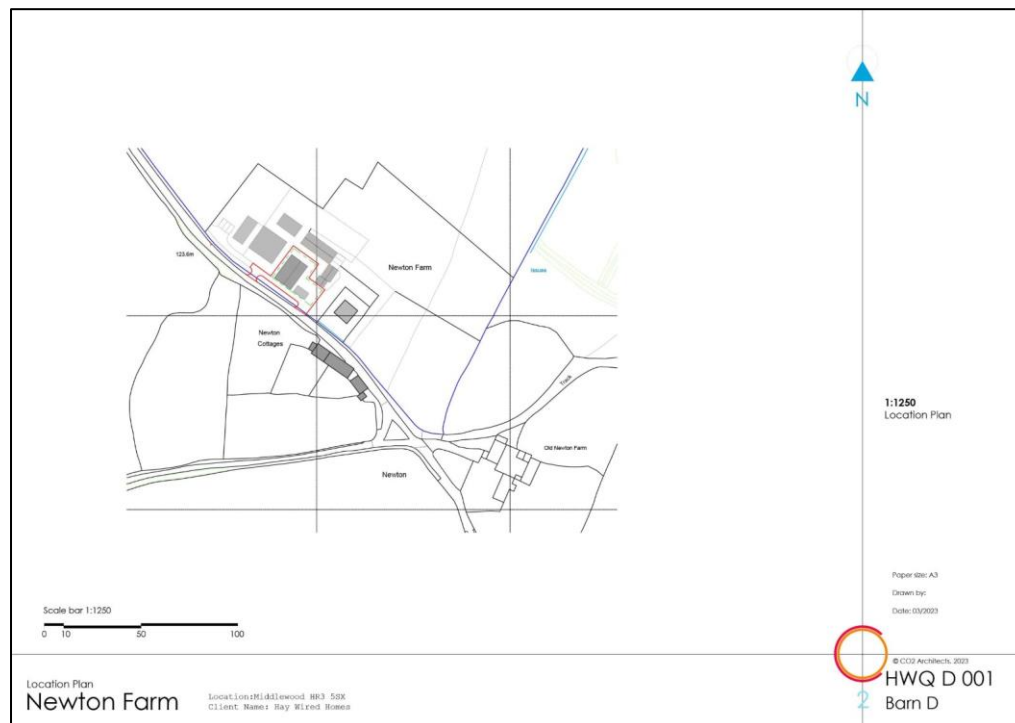 N
123.6m
Newton Farm
Issues
Newton
Cottages
Track
1:1250
Location Plan
Old Newton Farm
Newton
Paper size: A3
Drawn by:
Date: 03/2023
Scale bar 1:1250
0 10 50 100
© CO2 Architects, 2023
Location Plan
Newton Farm
Location:Middlewood HR3 5SX
Client Name: Hay Wired Homes
HWQ D 001
2
Barn D